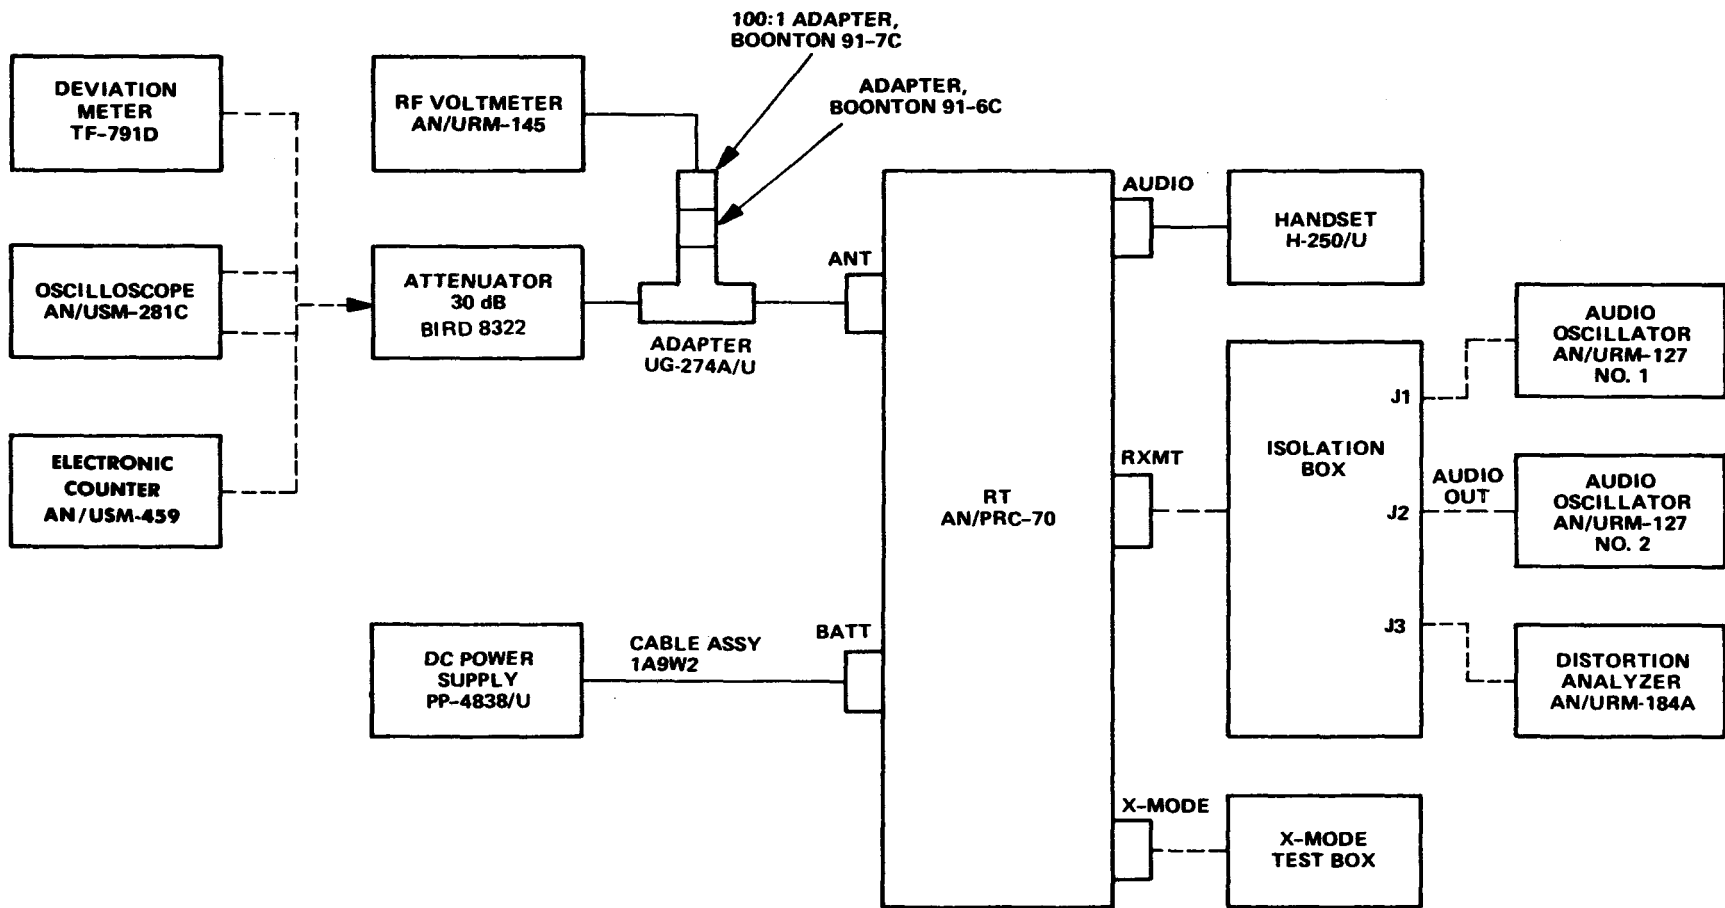 100:1 ADAPTER,
BOONTON 91-7C
ADAPTER,
BOONTON 91-6C
DEVIATION
METER
TF-791D
RF VOLTMETER
AN/URM-145
OSCILLOSCOPE
AN/USM-281C
ATTENUATOR
30 dB
BIRD 8322
ADAPTER
UG-274A/U
ELECTRONIC
COUNTER
AN/USM-459
DC POWER
SUPPLY
PP-4838/U
CABLE ASSY
1A9W2
ANT
BATT
RT
AN/PRC-70
AUDIO
HANDSET
H-250/U
RXMT
ISOLATION
BOX
J1
J2
J3
AUDIO
OUT
AUDIO
OSCILLATOR
AN/URM-127
NO. 1
AUDIO
OSCILLATOR
AN/URM-127
NO. 2
DISTORTION
ANALYZER
AN/URM-184A
X-MODE
X-MODE
TEST BOX